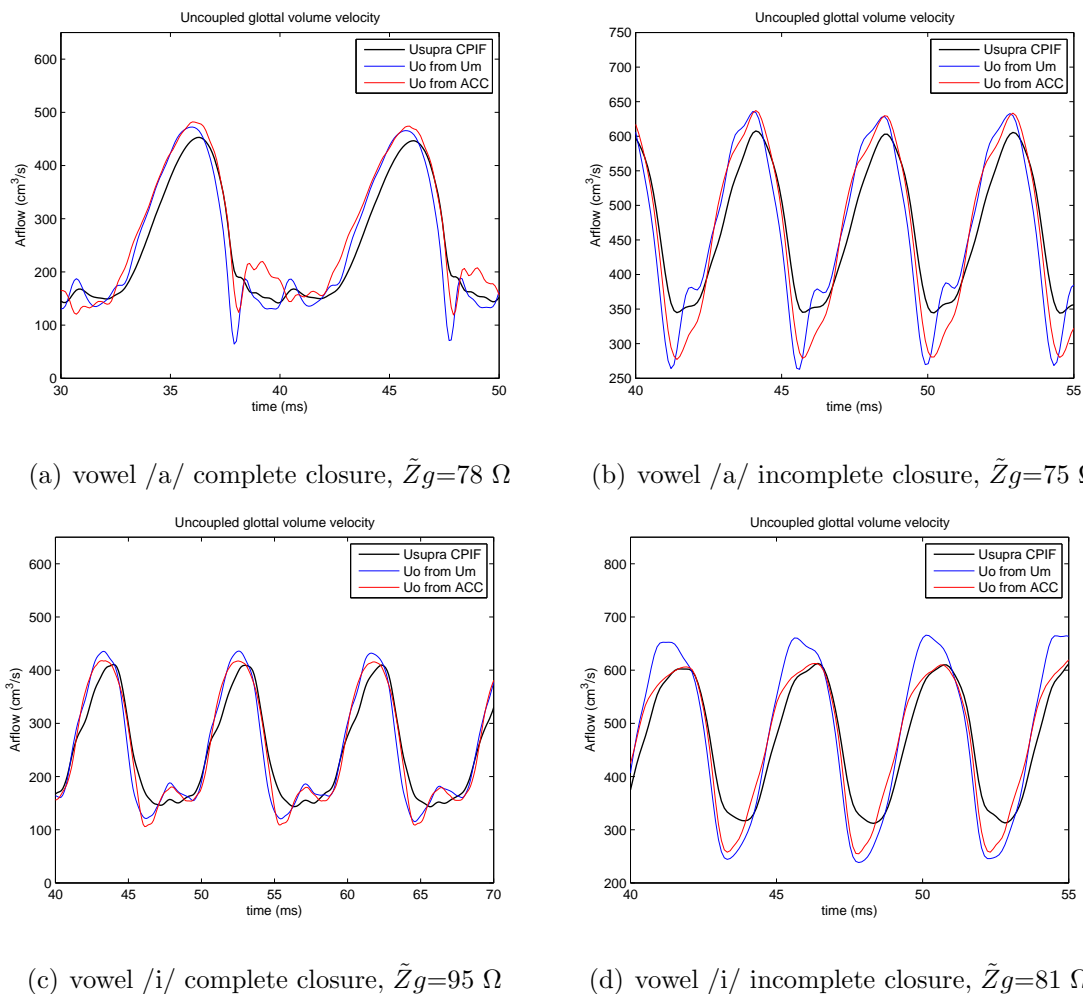 Uncoupled glottal volume velocity
Usupra CPIF
Uo from Um
Uo from ACC
600
500
400
300
200
100
0
Arflow (cm³/s)
30 35 40 45 50
time (ms)
(a) vowel /a/ complete closure, Z̃g=78 Ω
Uncoupled glottal volume velocity
Usupra CPIF
Uo from Um
Uo from ACC
700
650
600
550
500
450
400
350
300
250
Arflow (cm³/s)
40 45 50 55
time (ms)
(b) vowel /a/ incomplete closure, Z̃g=75 Ω
Uncoupled glottal volume velocity
Usupra CPIF
Uo from Um
Uo from ACC
600
500
400
300
200
100
0
Arflow (cm³/s)
40 45 50 55 60 65 70
time (ms)
(c) vowel /i/ complete closure, Z̃g=95 Ω
Uncoupled glottal volume velocity
Usupra CPIF
Uo from Um
Uo from ACC
800
700
600
500
400
300
200
Arflow (cm³/s)
40 45 50 55
time (ms)
(d) vowel /i/ incomplete closure, Z̃g=81 Ω